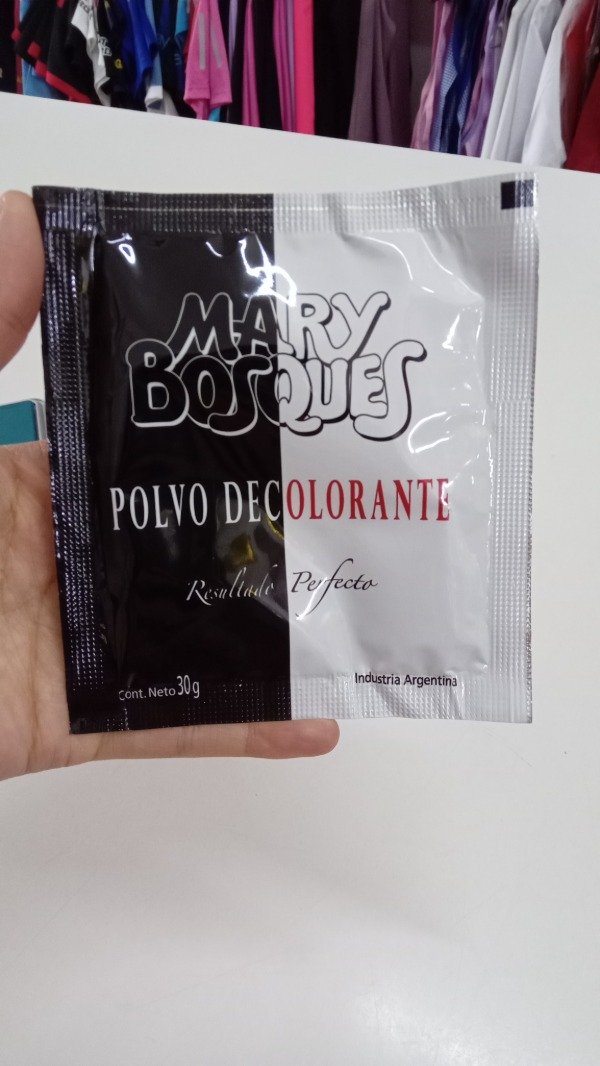 MARY
BOSQUES
POLVO DECOLORANTE
Resultado Perfecto
Cont. Neto 30g
Industria Argentina